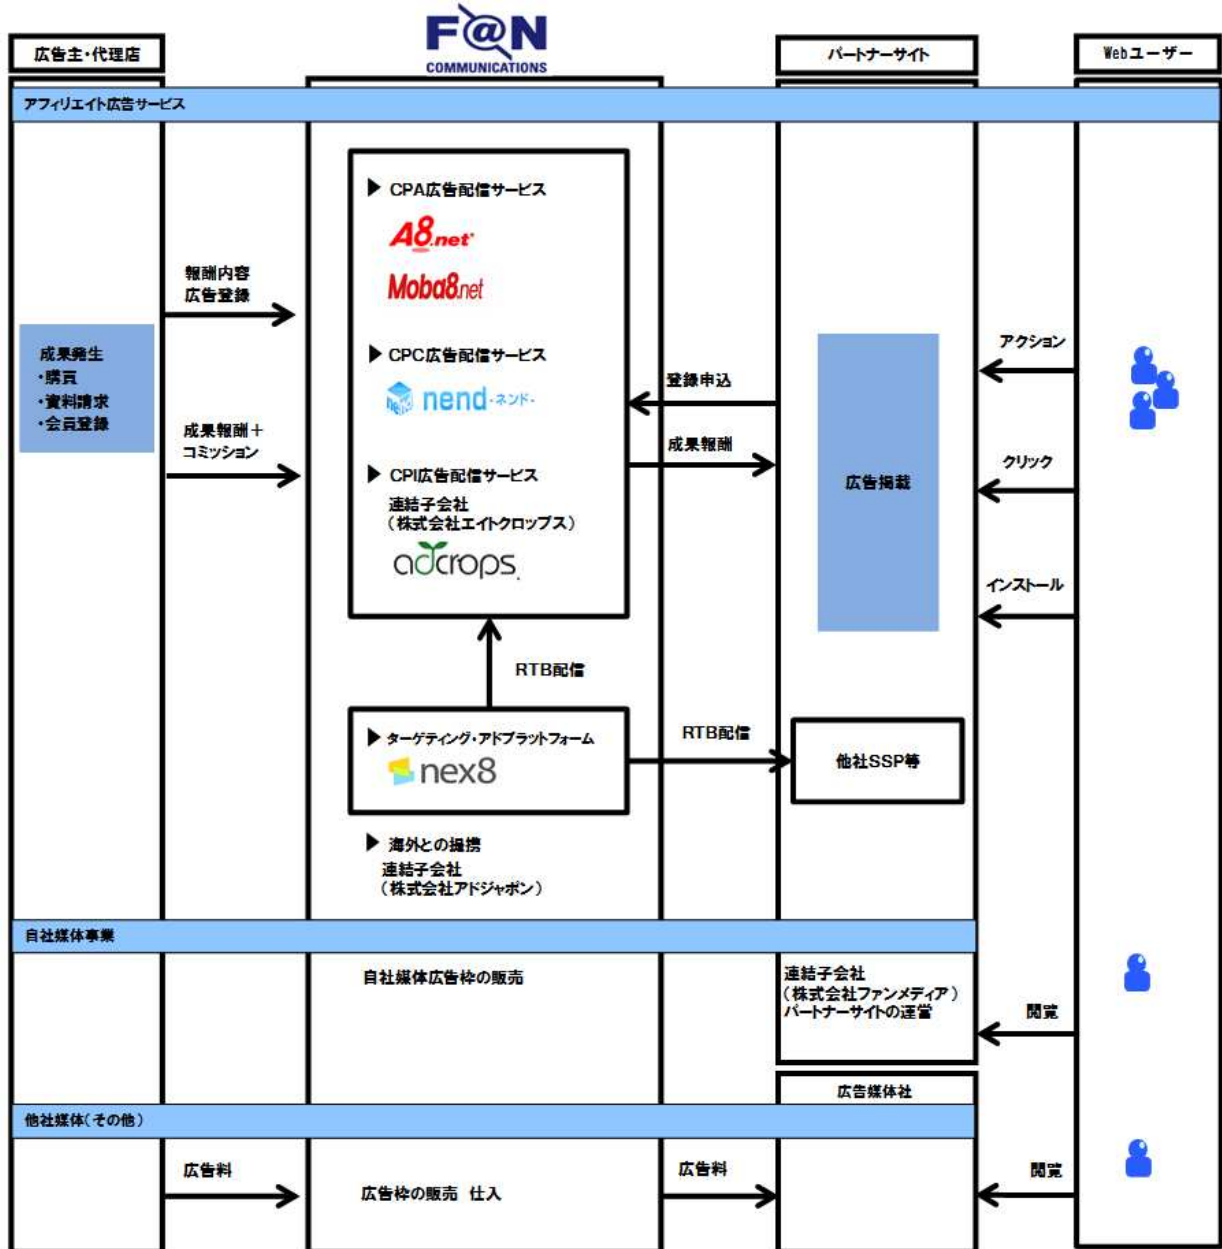 F@N
COMMUNICATIONS
広告主・代理店
パートナーサイト
Webユーザー
アフィリエイト広告サービス
報酬内容
広告登録
成果発生
・購買
・資料請求
・会員登録
成果報酬＋
コミッション
▶ CPA広告配信サービス
A8.net
Moba8.net
▶ CPC広告配信サービス
nend nend -ネンド-
▶ CPI広告配信サービス
連結子会社
（株式会社エイトクロップス）
adcrops.
登録申込
成果報酬
広告掲載
アクション
クリック
インストール
RTB配信
▶ ターゲティング・アドプラットフォーム
nex8
RTB配信
他社SSP等
▶ 海外との提携
連結子会社
（株式会社アドジャポン）
自社媒体事業
自社媒体広告枠の販売
連結子会社
（株式会社ファンメディア）
パートナーサイトの運営
閲覧
広告媒体社
他社媒体（その他）
広告料
広告枠の販売 仕入
広告料
閲覧